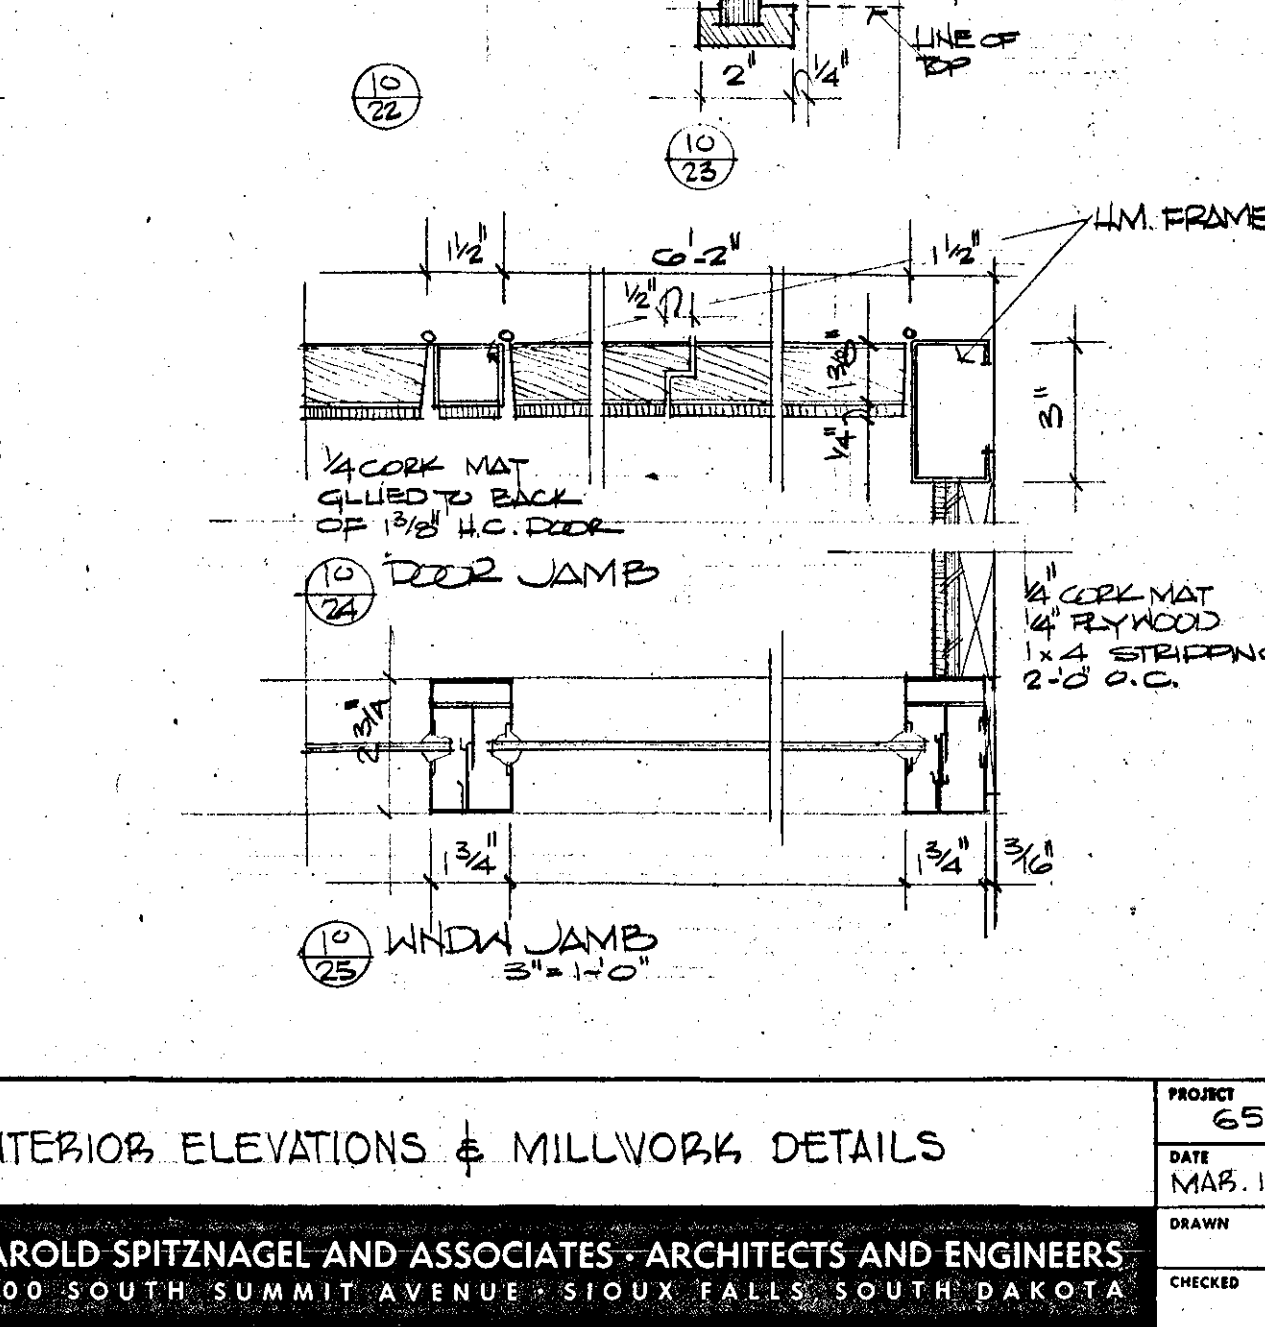 LINE OF
TOP
2" 1/4"
10
22
10
23
H.M. FRAME
1 1/2" 6'-2" 1 1/2"
1/2"
1 3/8"
1/4"
3"
1/4 CORK MAT
GLUED TO BACK
OF 1 3/8" H.C. DOOR
10
24
DOOR JAMB
1/4" CORK MAT
1/4" PLYWOOD
1 x 4 STRIPPING
2'-0" O.C.
2 3/4"
1 3/4" 1 3/4" 3/16"
10
25
WNDW JAMB
3" = 1'-0"
TERIOR ELEVATIONS & MILLWORK DETAILS
PROJECT
65
DATE
MAR. 1
DRAWN
CHECKED
AROLD SPITZNAGEL AND ASSOCIATES · ARCHITECTS AND ENGINEERS
00 SOUTH SUMMIT AVENUE · SIOUX FALLS SOUTH DAKOTA